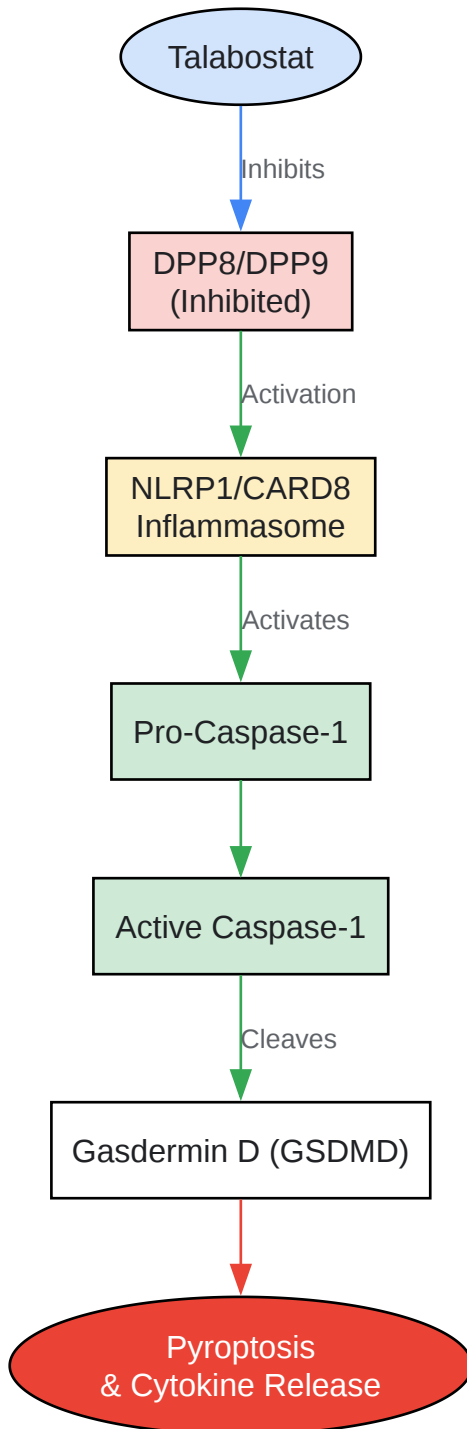 Talabostat
Inhibits
DPP8/DPP9
(Inhibited)
Activation
NLRP1/CARD8
Inflammasome
Activates
Pro-Caspase-1
Active Caspase-1
Cleaves
Gasdermin D (GSDMD)
Pyroptosis
& Cytokine Release